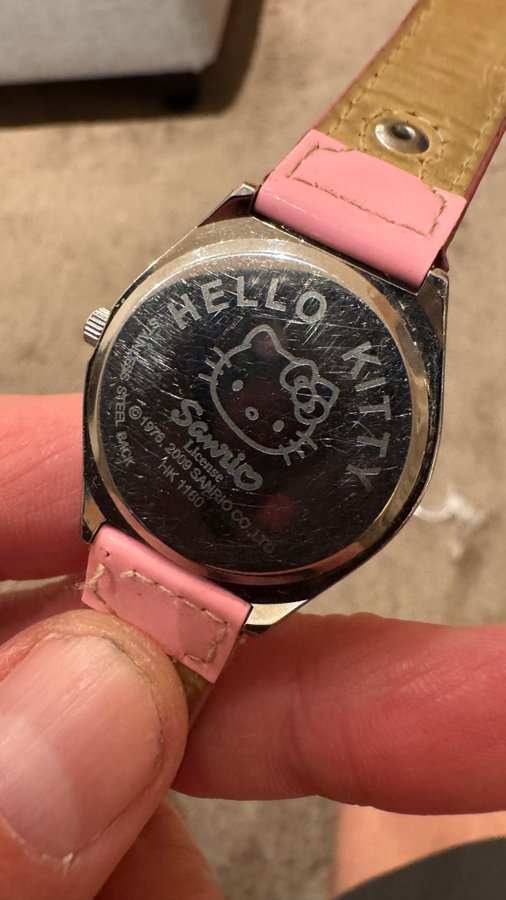 HELLO KITTY
Sanrio
License
HK 1160
©1976, 2009 SANRIO CO.,LTD.
STEEL BACK